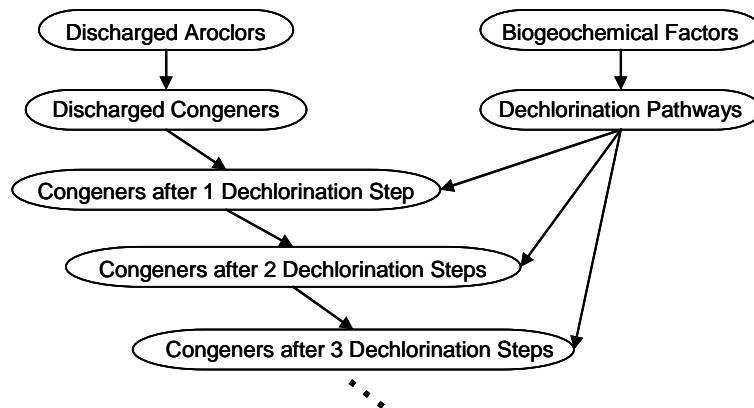 Discharged Aroclors
Biogeochemical Factors
Discharged Congeners
Dechlorination Pathways
Congeners after 1 Dechlorination Step
Congeners after 2 Dechlorination Steps
Congeners after 3 Dechlorination Steps